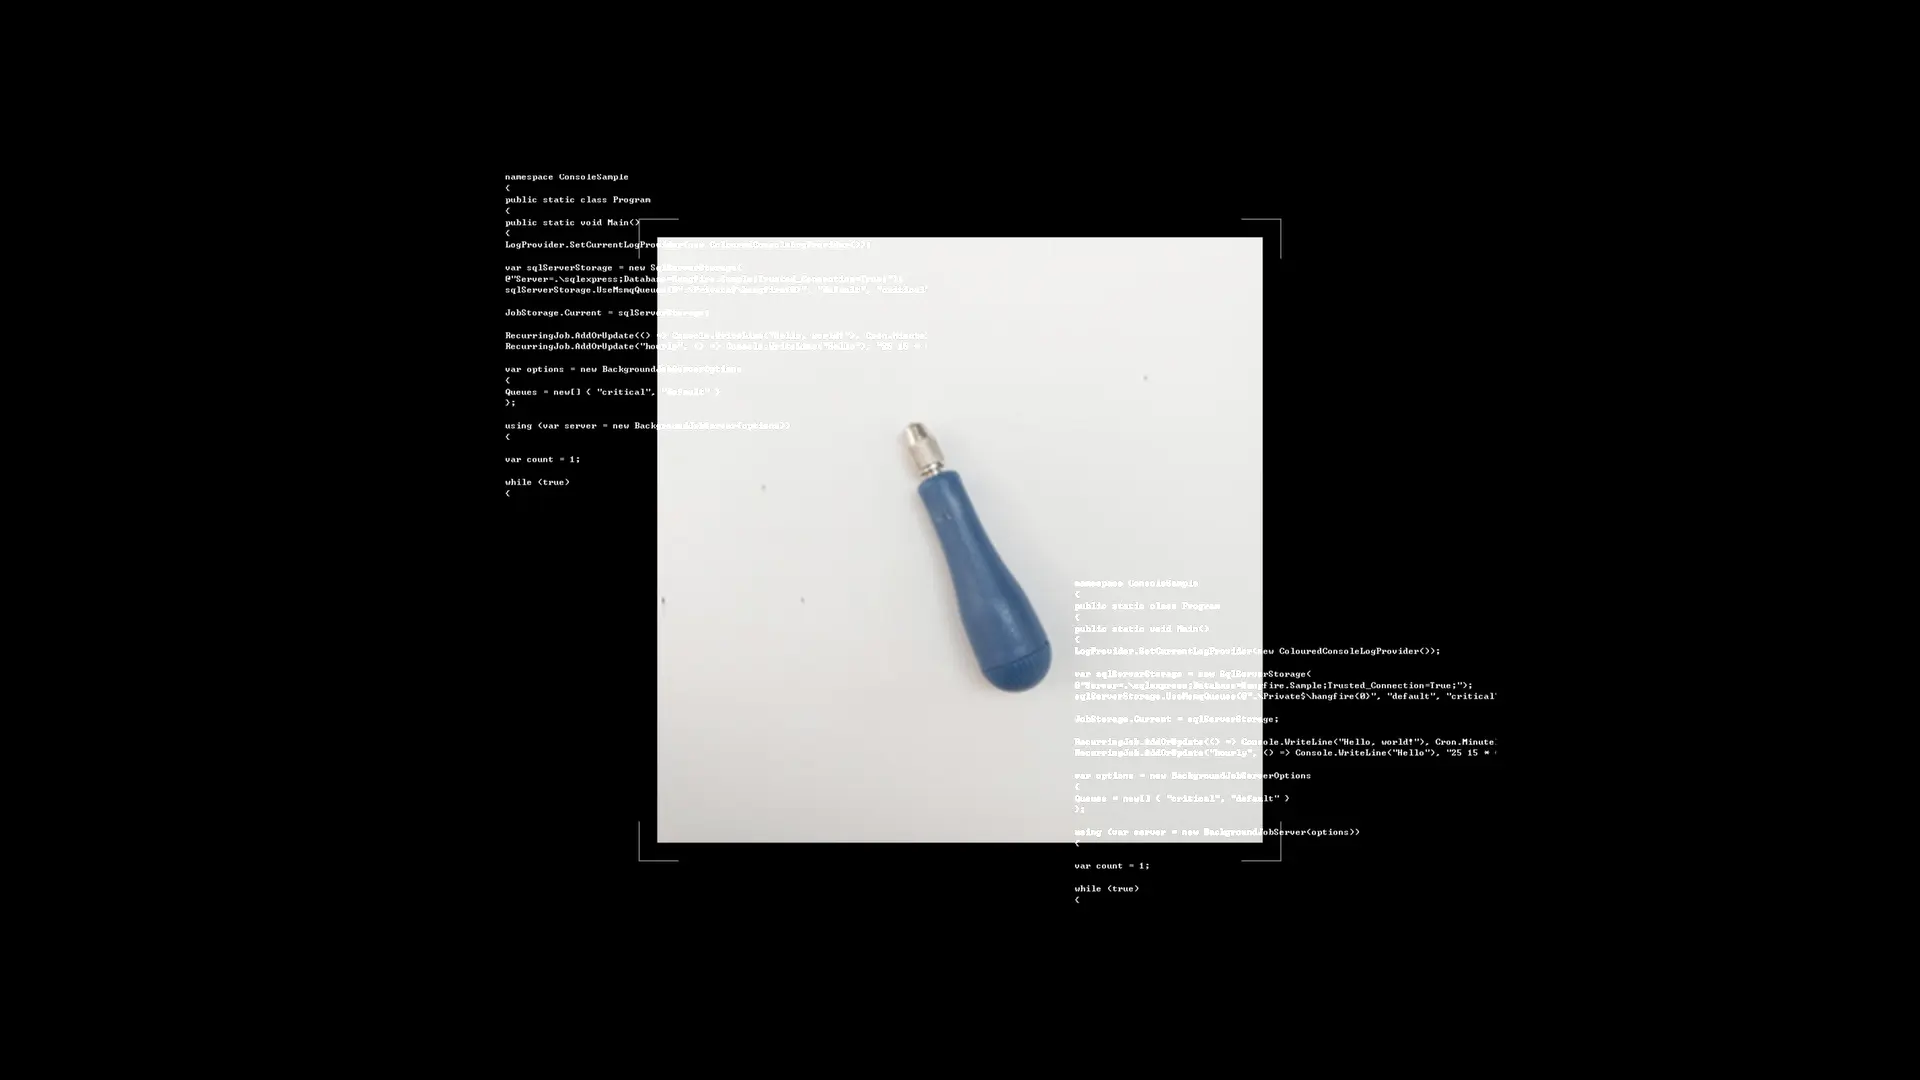 namespace ConsoleSample
{
public static class Program
{
public static void Main()
{
LogProvider.SetCurrentLogProvider(new ColouredConsoleLogProvider());
var sqlServerStorage = new SqlServerStorage(
@"Server=.\sqlexpress;Database=Hangfire.Sample;Trusted_Connection=True;");
sqlServerStorage.UseMsmqQueues(@".\Private$\hangfire{0}", "default", "critical"
JobStorage.Current = sqlServerStorage;
RecurringJob.AddOrUpdate(() => Console.WriteLine("Hello, world!"), Cron.Minute
RecurringJob.AddOrUpdate("hourly", () => Console.WriteLine("Hello"), "25 15 *
var options = new BackgroundJobServerOptions
{
Queues = new[] { "critical", "default" }
};
using (var server = new BackgroundJobServer(options))
{
var count = 1;
while (true)
{
namespace ConsoleSample
{
public static class Program
{
public static void Main()
{
LogProvider.SetCurrentLogProvider(new ColouredConsoleLogProvider());
var sqlServerStorage = new SqlServerStorage(
@"Server=.\sqlexpress;Database=Hangfire.Sample;Trusted_Connection=True;");
sqlServerStorage.UseMsmqQueues(@".\Private$\hangfire{0}", "default", "critical"
JobStorage.Current = sqlServerStorage;
RecurringJob.AddOrUpdate(() => Console.WriteLine("Hello, world!"), Cron.Minute
RecurringJob.AddOrUpdate("hourly", () => Console.WriteLine("Hello"), "25 15 *
var options = new BackgroundJobServerOptions
{
Queues = new[] { "critical", "default" }
};
using (var server = new BackgroundJobServer(options))
{
var count = 1;
while (true)
{